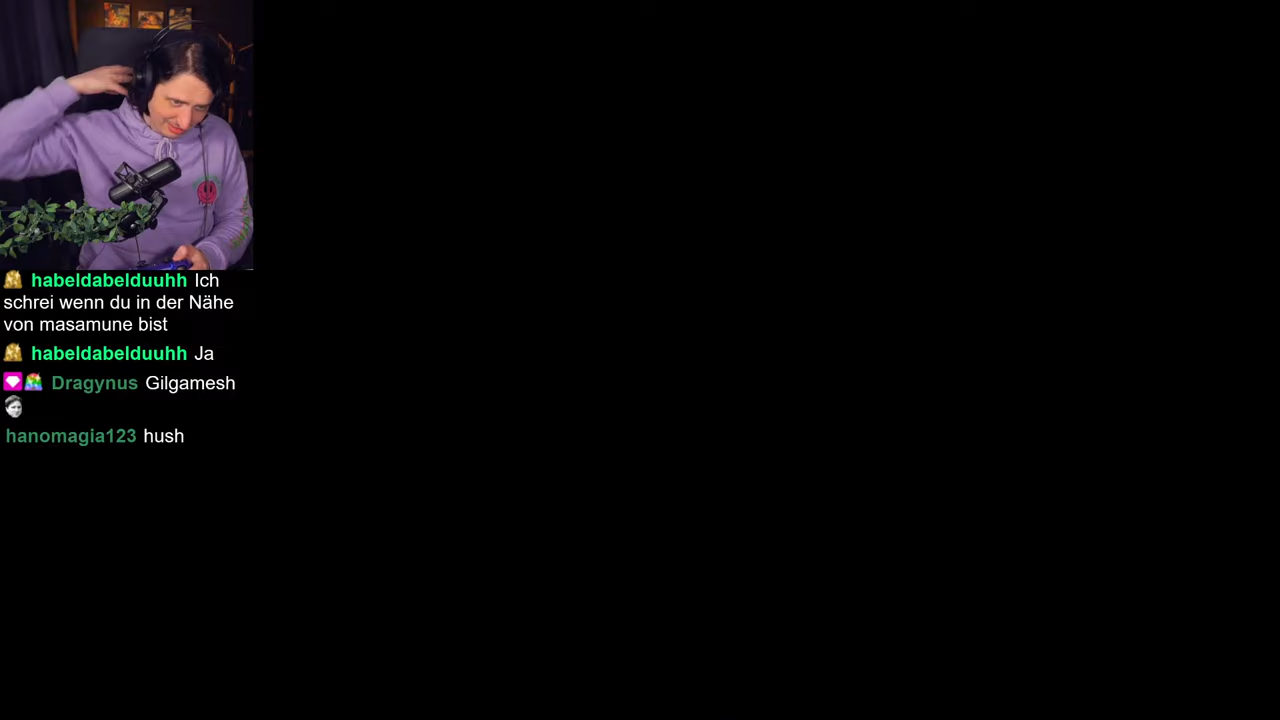 habeldabelduuhh Ich
schrei wenn du in der Nähe
von masamune bist
habeldabelduuhh Ja
Dragynus Gilgamesh
hanomagia123 hush